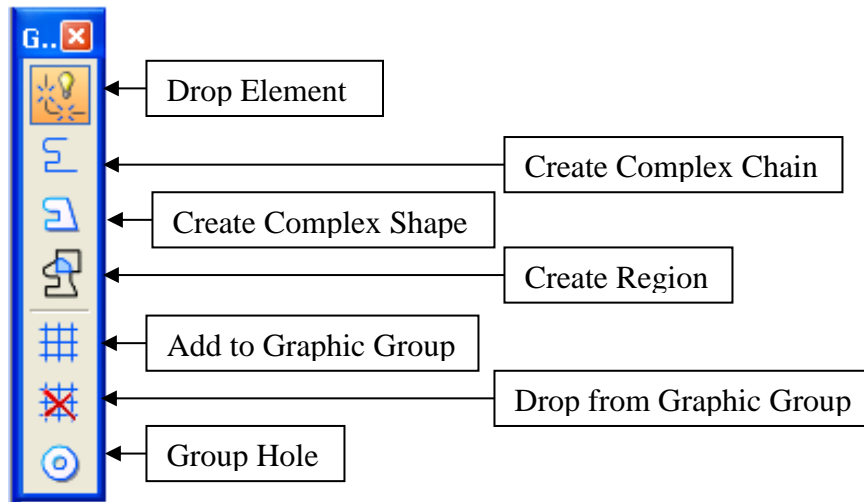 G..
Drop Element
Create Complex Chain
Create Complex Shape
Create Region
Add to Graphic Group
Drop from Graphic Group
Group Hole